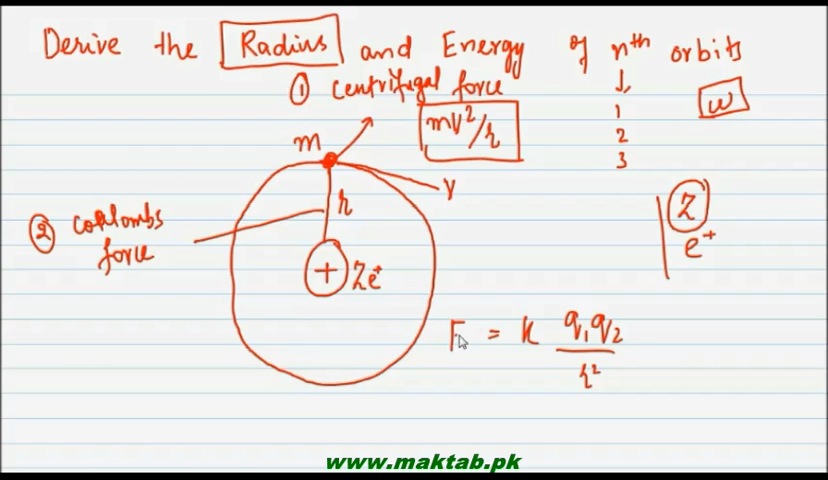 Derive the Radius and Energy of nth orbits
① Centrifugal force
mV²/r
↓
1
2
3
w
m
v
r
② Coulombs
force
+ Ze⁺
Z
e⁺
F = k q₁q₂
r²
www.maktab.pk